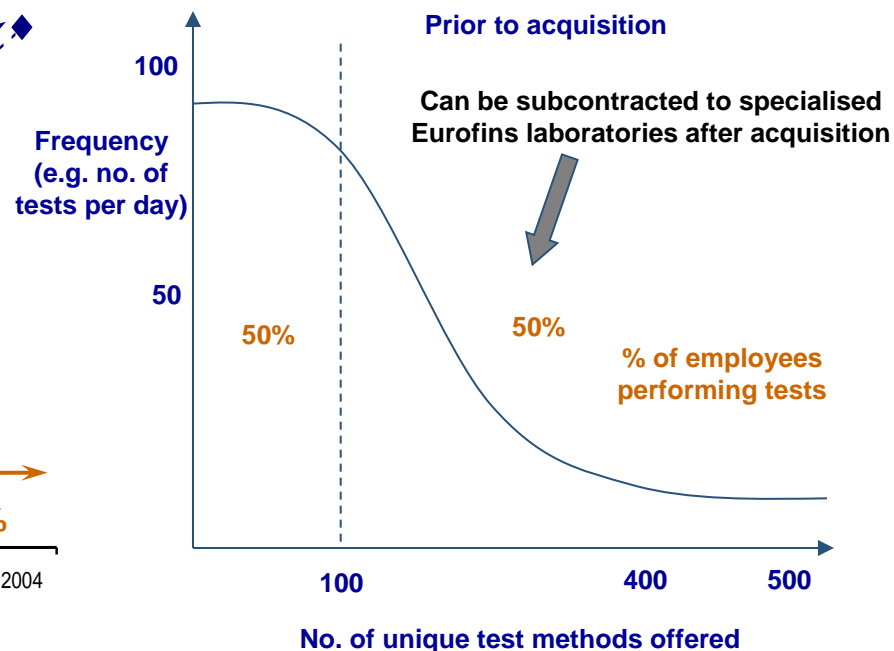 Prior to acquisition
100
Can be subcontracted to specialised
Eurofins laboratories after acquisition
Frequency
(e.g. no. of
tests per day)
50
50%
50%
% of employees
performing tests
%
2004
100
400
500
No. of unique test methods offered